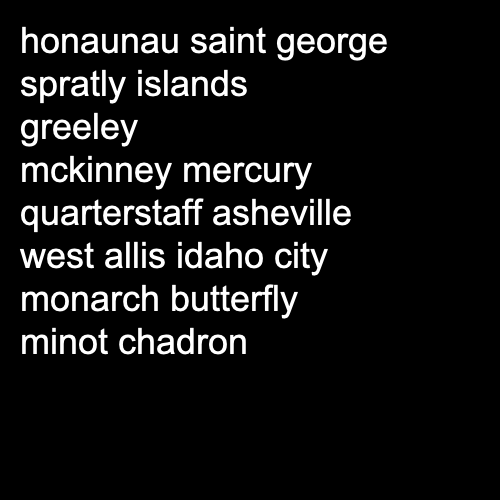 honaunau saint george
spratly islands
greeley
mckinney mercury
quarterstaff asheville
west allis idaho city
monarch butterfly
minot chadron